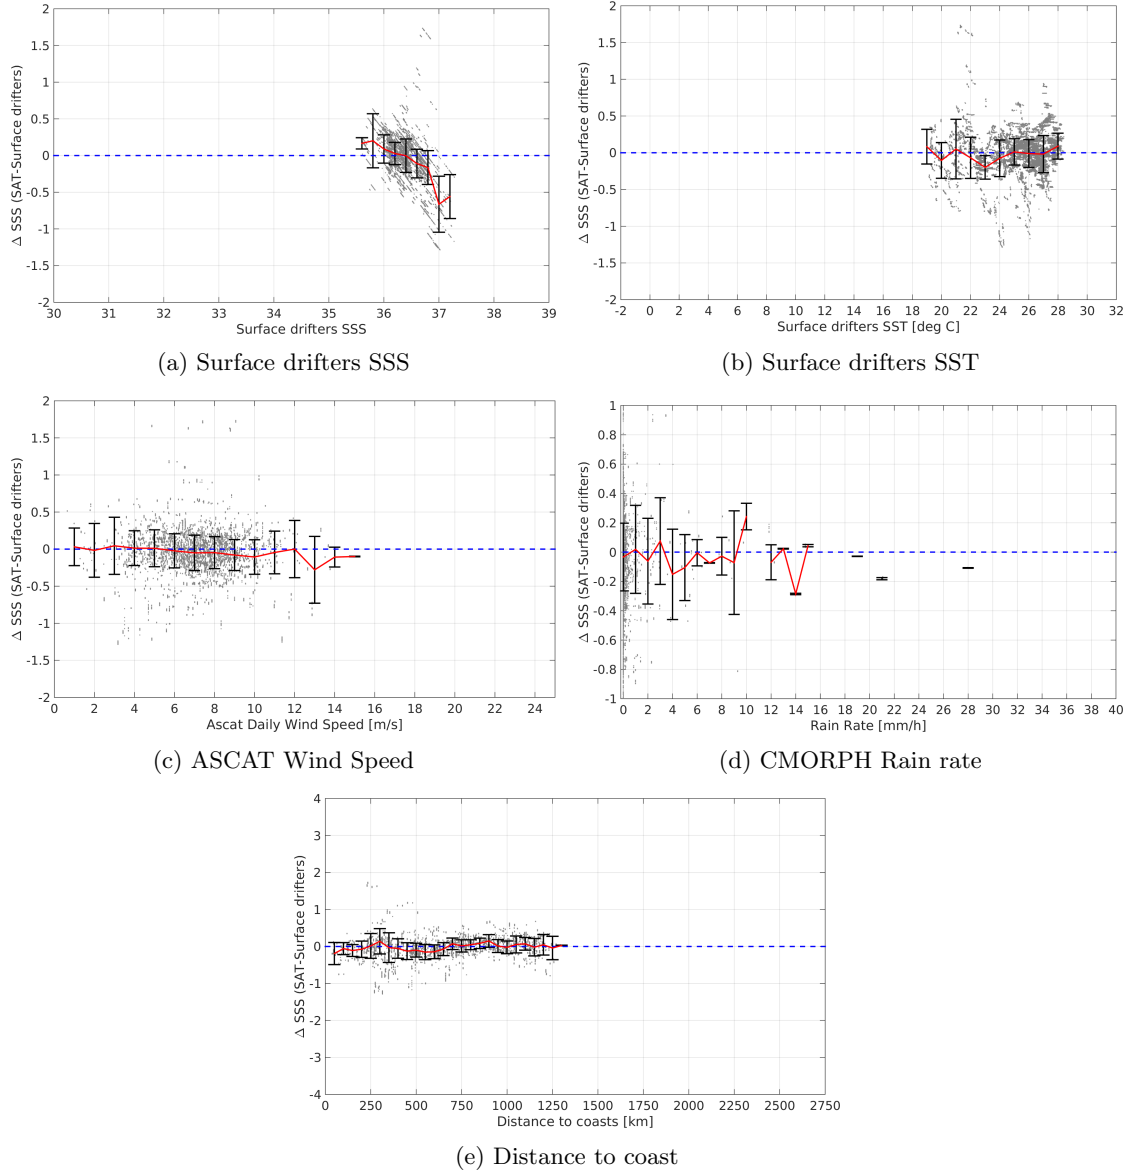 2
1.5
1
0.5
0
-0.5
-1
-1.5
-2
Δ SSS (SAT-Surface drifters)
30 31 32 33 34 35 36 37 38 39
Surface drifters SSS
(a) Surface drifters SSS
2
1.5
1
0.5
0
-0.5
-1
-1.5
-2
Δ SSS (SAT-Surface drifters)
-2 0 2 4 6 8 10 12 14 16 18 20 22 24 26 28 30 32
Surface drifters SST [deg C]
(b) Surface drifters SST
2
1.5
1
0.5
0
-0.5
-1
-1.5
-2
Δ SSS (SAT-Surface drifters)
0 2 4 6 8 10 12 14 16 18 20 22 24
Ascat Daily Wind Speed [m/s]
(c) ASCAT Wind Speed
1
0.8
0.6
0.4
0.2
0
-0.2
-0.4
-0.6
-0.8
-1
Δ SSS (SAT-Surface drifters)
0 2 4 6 8 10 12 14 16 18 20 22 24 26 28 30 32 34 36 38 40
Rain Rate [mm/h]
(d) CMORPH Rain rate
4
3
2
1
0
-1
-2
-3
-4
Δ SSS (SAT-Surface drifters)
0 250 500 750 1000 1250 1500 1750 2000 2250 2500 2750
Distance to coasts [km]
(e) Distance to coast